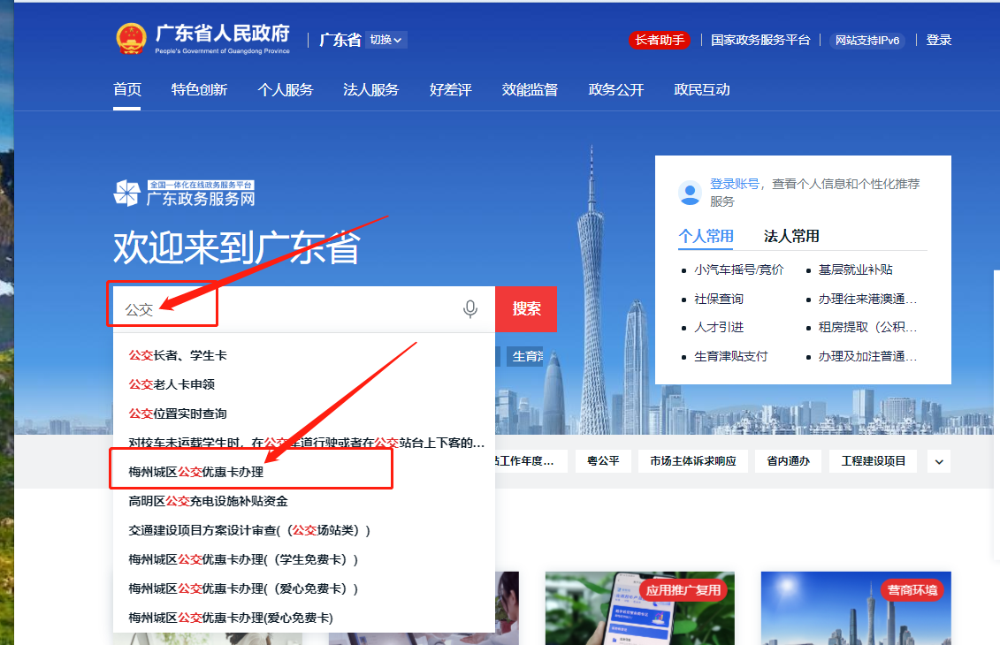 广东省人民政府
People's Government of Guangdong Province
广东省 切换
长者助手 国家政务服务平台 网站支持IPv6 登录
首页 特色创新 个人服务 法人服务 好差评 效能监督 政务公开 政民互动
全国一体化在线政务服务平台
广东政务服务网
欢迎来到广东省
公交
搜索
公交长者、学生卡
公交老人卡申领
公交位置实时查询
对校车未运载学生时，在公交车道行驶或者在公交站台上下客的...
梅州城区公交优惠卡办理
高明区公交充电设施补贴资金
交通建设项目方案设计审查(（公交场站类）)
梅州城区公交优惠卡办理(（学生免费卡）)
梅州城区公交优惠卡办理(（爱心免费卡）)
梅州城区公交优惠卡办理(爱心免费卡)
登录账号，查看个人信息和个性化推荐
服务
个人常用 法人常用
小汽车摇号/竞价 基层就业补贴
社保查询 办理往来港澳通...
人才引进 租房提取（公积...
生育津贴支付 办理及加注普通...
生育
工作年度... 粤公平 市场主体诉求响应 省内通办 工程建设项目
应用推广复用
营商环境